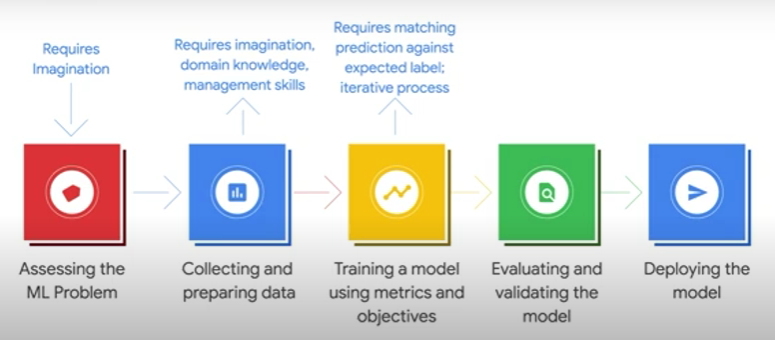 Requires
Imagination
Requires imagination,
domain knowledge,
management skills
Requires matching
prediction against
expected label;
iterative process
Assessing the
ML Problem
Collecting and
preparing data
Training a model
using metrics and
objectives
Evaluating and
validating the
model
Deploying the
model